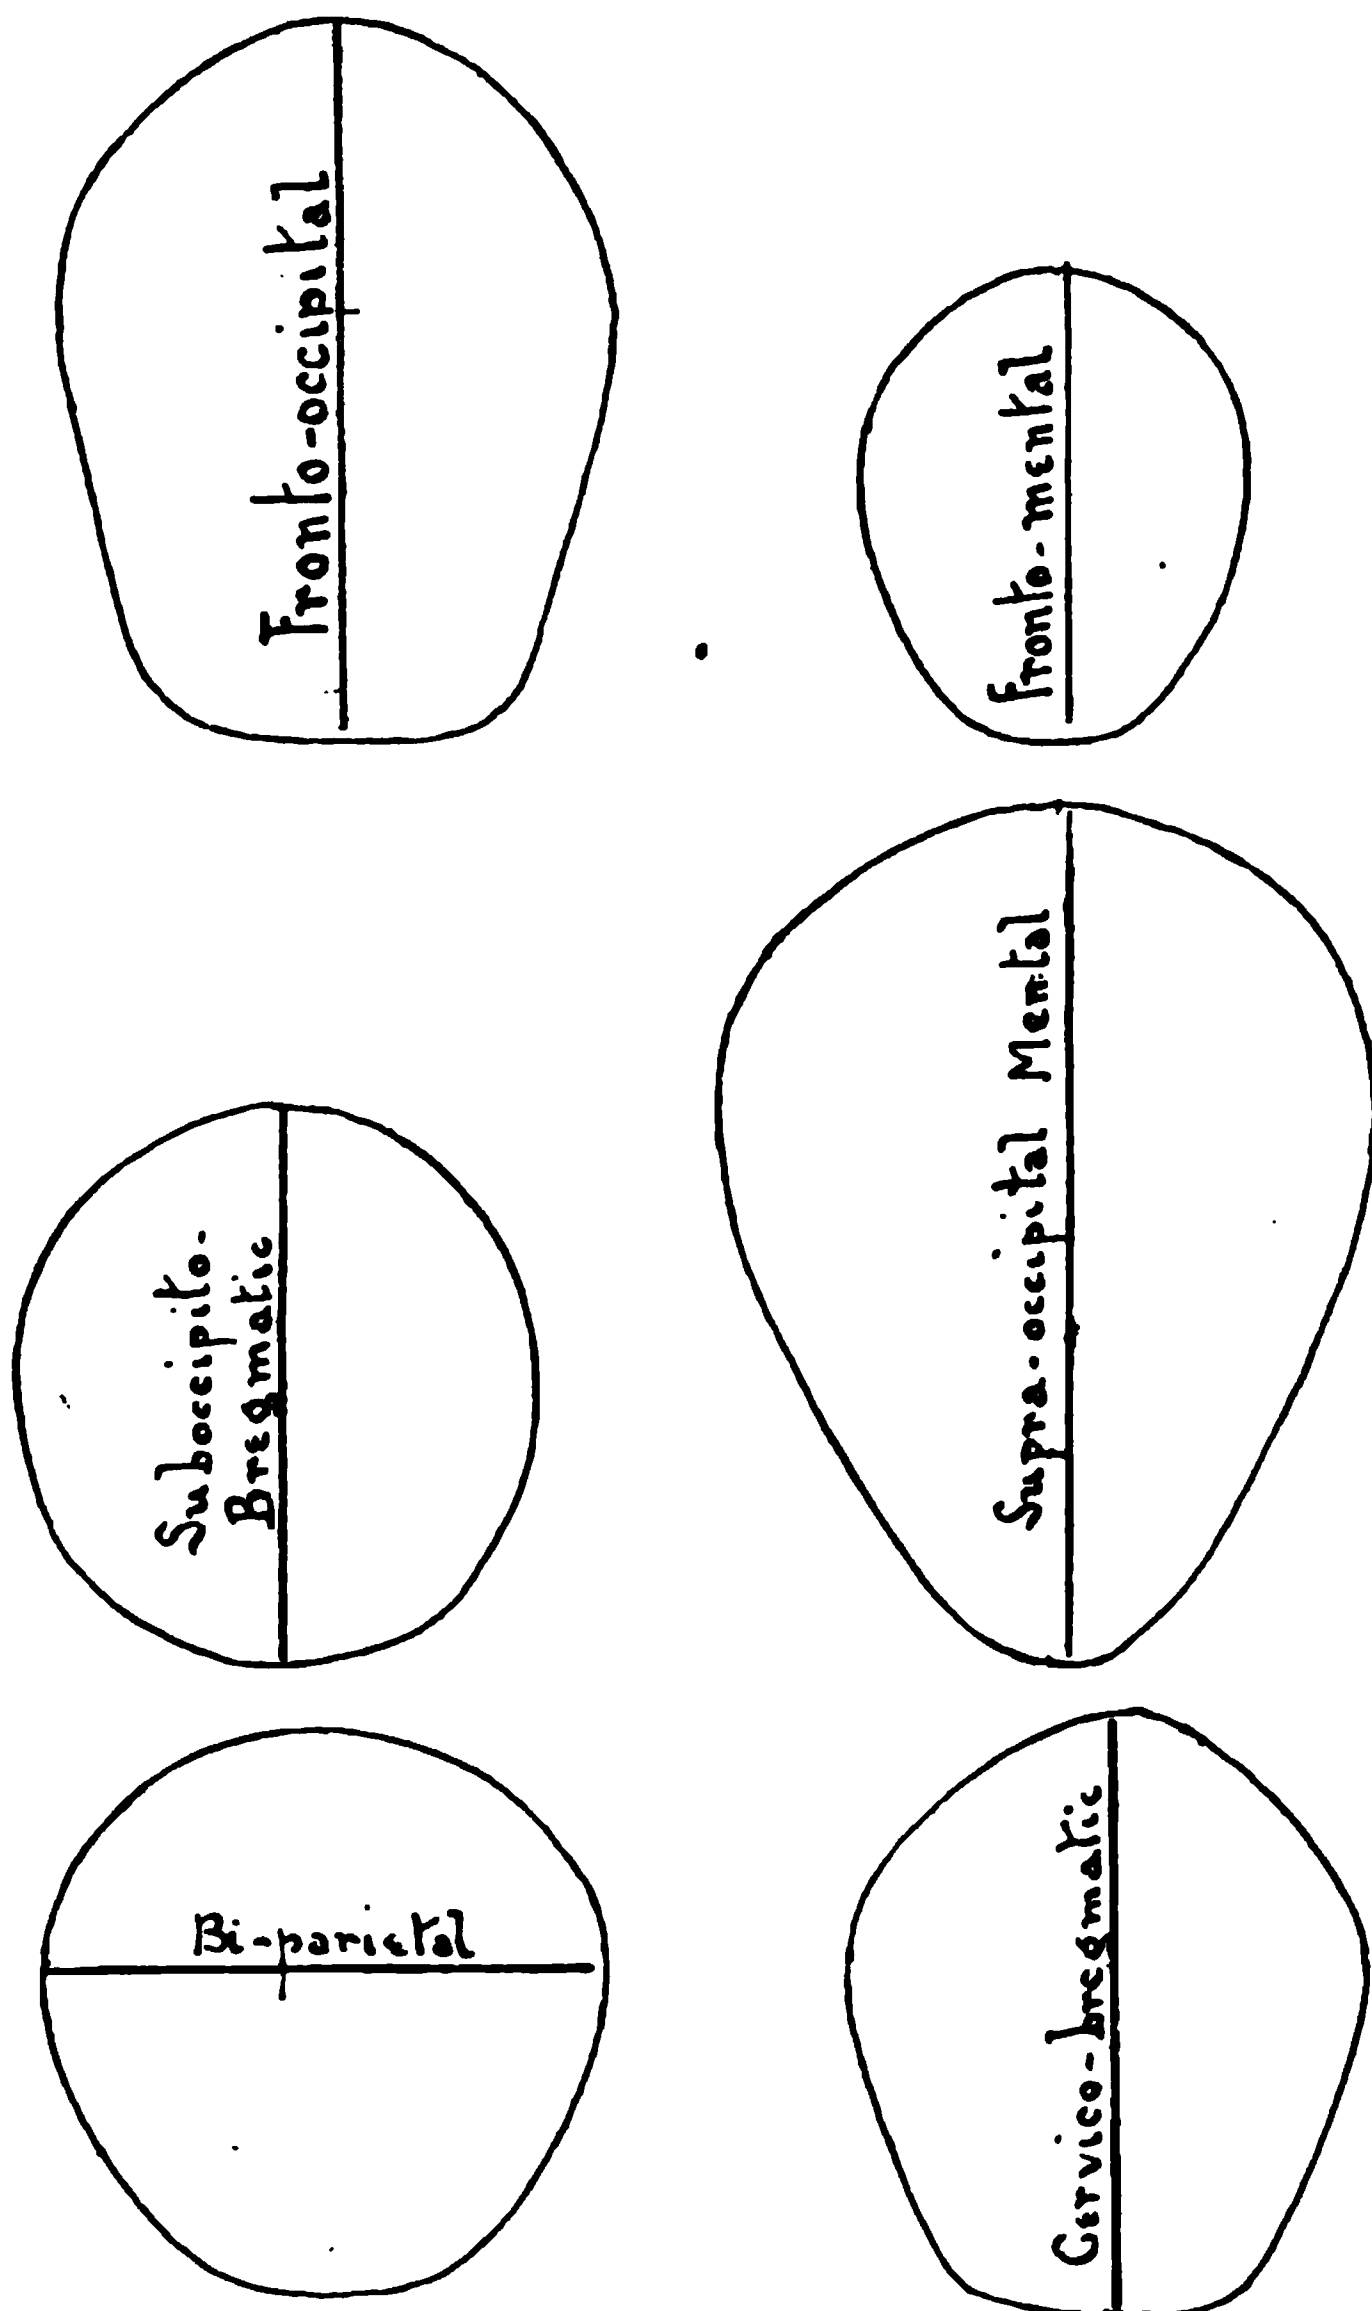 Fronto-occipital
Fronto-mental
Suboccipito-
Bregmatic
Supra-occipital Mental
Bi-parietal
Cervico-bregmatic